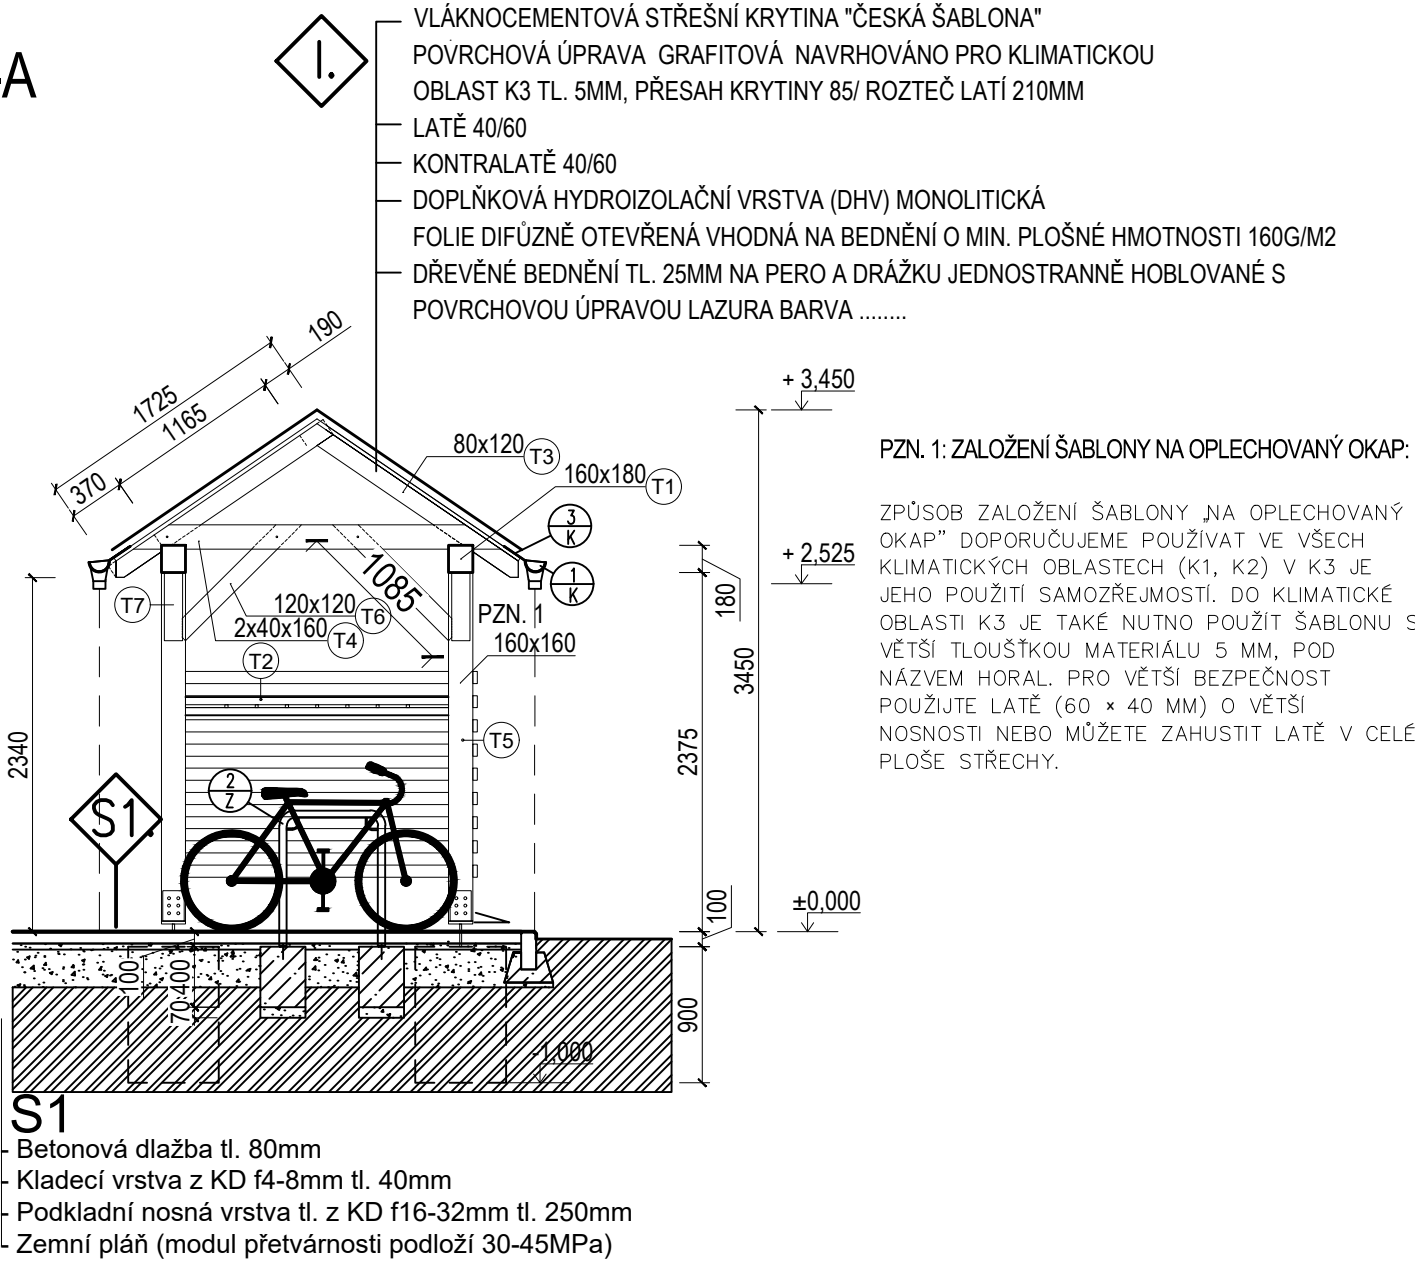 A
I.
VLÁKNOCEMENTOVÁ STŘEŠNÍ KRYTINA "ČESKÁ ŠABLONA"
POVRCHOVÁ ÚPRAVA GRAFITOVÁ NAVRHOVÁNO PRO KLIMATICKOU
OBLAST K3 TL. 5MM, PŘESAH KRYTINY 85/ ROZTEČ LATÍ 210MM
LATĚ 40/60
KONTRALATĚ 40/60
DOPLŇKOVÁ HYDROIZOLAČNÍ VRSTVA (DHV) MONOLITICKÁ
FOLIE DIFÚZNĚ OTEVŘENÁ VHODNÁ NA BEDNĚNÍ O MIN. PLOŠNÉ HMOTNOSTI 160G/M2
DŘEVĚNÉ BEDNĚNÍ TL. 25MM NA PERO A DRÁŽKU JEDNOSTRANNĚ HOBLOVANÉ S
POVRCHOVOU ÚPRAVOU LAZURA BARVA ........
190
1725
1165
370
80x120 T3
160x180 T1
3
K
1
K
1085
T7
120x120 T6
2x40x160 T4
T2
PZN. 1
160x160
T5
2
Z
S1.
2340
+ 3,450
+ 2,525
±0,000
180
3450
2375
100
900
100
400
70
-1,000
PZN. 1: ZALOŽENÍ ŠABLONY NA OPLECHOVANÝ OKAP:
ZPŮSOB ZALOŽENÍ ŠABLONY „NA OPLECHOVANÝ
OKAP" DOPORUČUJEME POUŽÍVAT VE VŠECH
KLIMATICKÝCH OBLASTECH (K1, K2) V K3 JE
JEHO POUŽITÍ SAMOZŘEJMOSTÍ. DO KLIMATICKÉ
OBLASTI K3 JE TAKÉ NUTNO POUŽÍT ŠABLONU S
VĚTŠÍ TLOUŠŤKOU MATERIÁLU 5 MM, POD
NÁZVEM HORAL. PRO VĚTŠÍ BEZPEČNOST
POUŽIJTE LATĚ (60 × 40 MM) O VĚTŠÍ
NOSNOSTI NEBO MŮŽETE ZAHUSTIT LATĚ V CELÉ
PLOŠE STŘECHY.
S1
- Betonová dlažba tl. 80mm
- Kladecí vrstva z KD f4-8mm tl. 40mm
- Podkladní nosná vrstva tl. z KD f16-32mm tl. 250mm
- Zemní pláň (modul přetvárnosti podloží 30-45MPa)